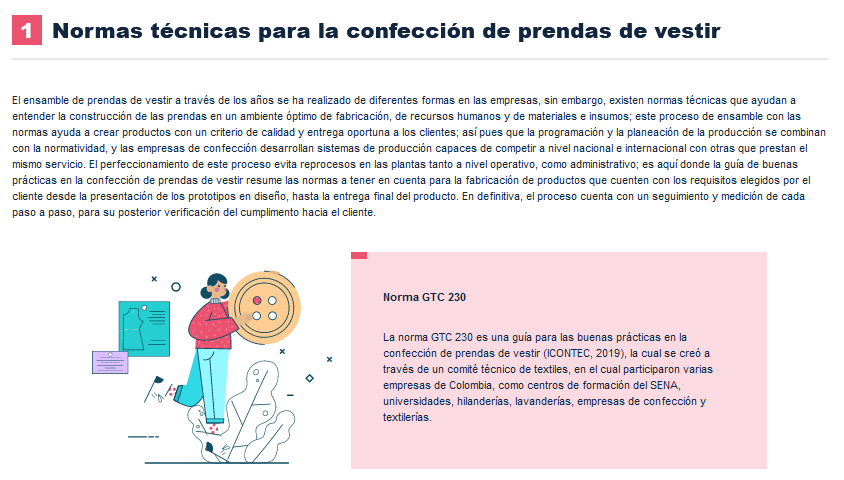 1 Normas técnicas para la confección de prendas de vestir
El ensamble de prendas de vestir a través de los años se ha realizado de diferentes formas en las empresas, sin embargo, existen normas técnicas que ayudan a
entender la construcción de las prendas en un ambiente óptimo de fabricación, de recursos humanos y de materiales e insumos; este proceso de ensamble con las
normas ayuda a crear productos con un criterio de calidad y entrega oportuna a los clientes; así pues que la programación y la planeación de la producción se combinan
con la normatividad, y las empresas de confección desarrollan sistemas de producción capaces de competir a nivel nacional e internacional con otras que prestan el
mismo servicio. El perfeccionamiento de este proceso evita reprocesos en las plantas tanto a nivel operativo, como administrativo; es aquí donde la guía de buenas
prácticas en la confección de prendas de vestir resume las normas a tener en cuenta para la fabricación de productos que cuenten con los requisitos elegidos por el
cliente desde la presentación de los prototipos en diseño, hasta la entrega final del producto. En definitiva, el proceso cuenta con un seguimiento y medición de cada
paso a paso, para su posterior verificación del cumplimento hacia el cliente.
Norma GTC 230
La norma GTC 230 es una guía para las buenas prácticas en la
confección de prendas de vestir (ICONTEC, 2019), la cual se creó a
través de un comité técnico de textiles, en el cual participaron varias
empresas de Colombia, como centros de formación del SENA,
universidades, hilanderías, lavanderías, empresas de confección y
textilerías.